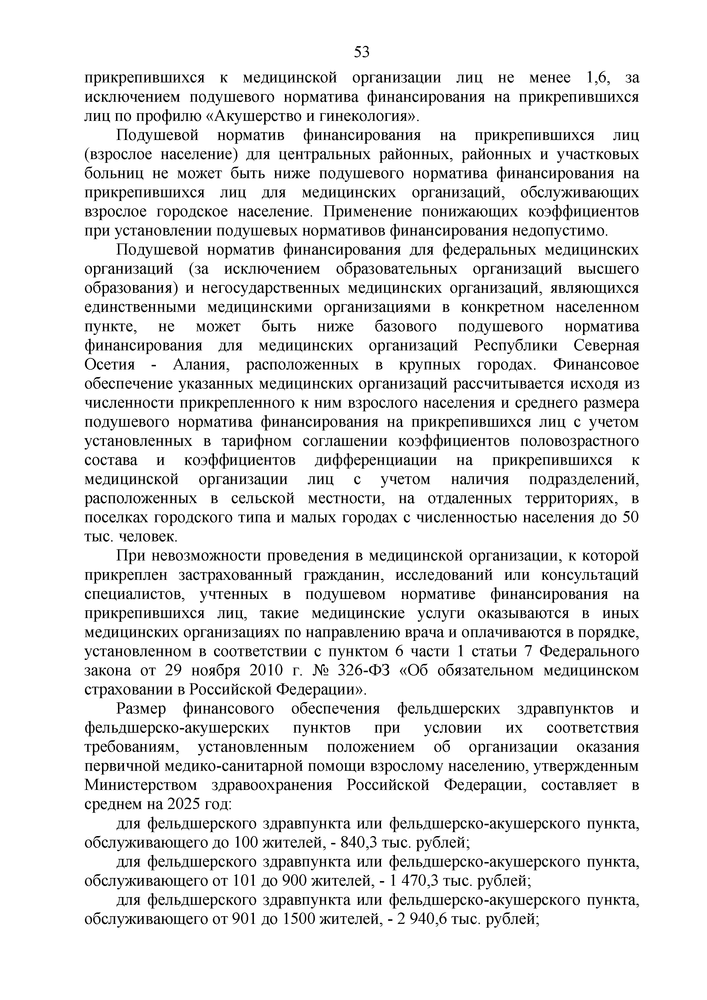 53
прикрепившихся к медицинской организации лиц не менее 1,6, за
исключением подушевого норматива финансирования на прикрепившихся
лиц по профилю «Акушерство и гинекология».
Подушевой норматив финансирования на прикрепившихся лиц
(взрослое население) для центральных районных, районных и участковых
больниц не может быть ниже подушевого норматива финансирования на
прикрепившихся лиц для медицинских организаций, обслуживающих
взрослое городское население. Применение понижающих коэффициентов
при установлении подушевых нормативов финансирования недопустимо.
Подушевой норматив финансирования для федеральных медицинских
организаций (за исключением образовательных организаций высшего
образования) и негосударственных медицинских организаций, являющихся
единственными медицинскими организациями в конкретном населенном
пункте, не может быть ниже базового подушевого норматива
финансирования для медицинских организаций Республики Северная
Осетия - Алания, расположенных в крупных городах. Финансовое
обеспечение указанных медицинских организаций рассчитывается исходя из
численности прикрепленного к ним взрослого населения и среднего размера
подушевого норматива финансирования на прикрепившихся лиц с учетом
установленных в тарифном соглашении коэффициентов половозрастного
состава и коэффициентов дифференциации на прикрепившихся к
медицинской организации лиц с учетом наличия подразделений,
расположенных в сельской местности, на отдаленных территориях, в
поселках городского типа и малых городах с численностью населения до 50
тыс. человек.
При невозможности проведения в медицинской организации, к которой
прикреплен застрахованный гражданин, исследований или консультаций
специалистов, учтенных в подушевом нормативе финансирования на
прикрепившихся лиц, такие медицинские услуги оказываются в иных
медицинских организациях по направлению врача и оплачиваются в порядке,
установленном в соответствии с пунктом 6 части 1 статьи 7 Федерального
закона от 29 ноября 2010 г. № 326-ФЗ «Об обязательном медицинском
страховании в Российской Федерации».
Размер финансового обеспечения фельдшерских здравпунктов и
фельдшерско-акушерских пунктов при условии их соответствия
требованиям, установленным положением об организации оказания
первичной медико-санитарной помощи взрослому населению, утвержденным
Министерством здравоохранения Российской Федерации, составляет в
среднем на 2025 год:
для фельдшерского здравпункта или фельдшерско-акушерского пункта,
обслуживающего до 100 жителей, - 840,3 тыс. рублей;
для фельдшерского здравпункта или фельдшерско-акушерского пункта,
обслуживающего от 101 до 900 жителей, - 1 470,3 тыс. рублей;
для фельдшерского здравпункта или фельдшерско-акушерского пункта,
обслуживающего от 901 до 1500 жителей, - 2 940,6 тыс. рублей;